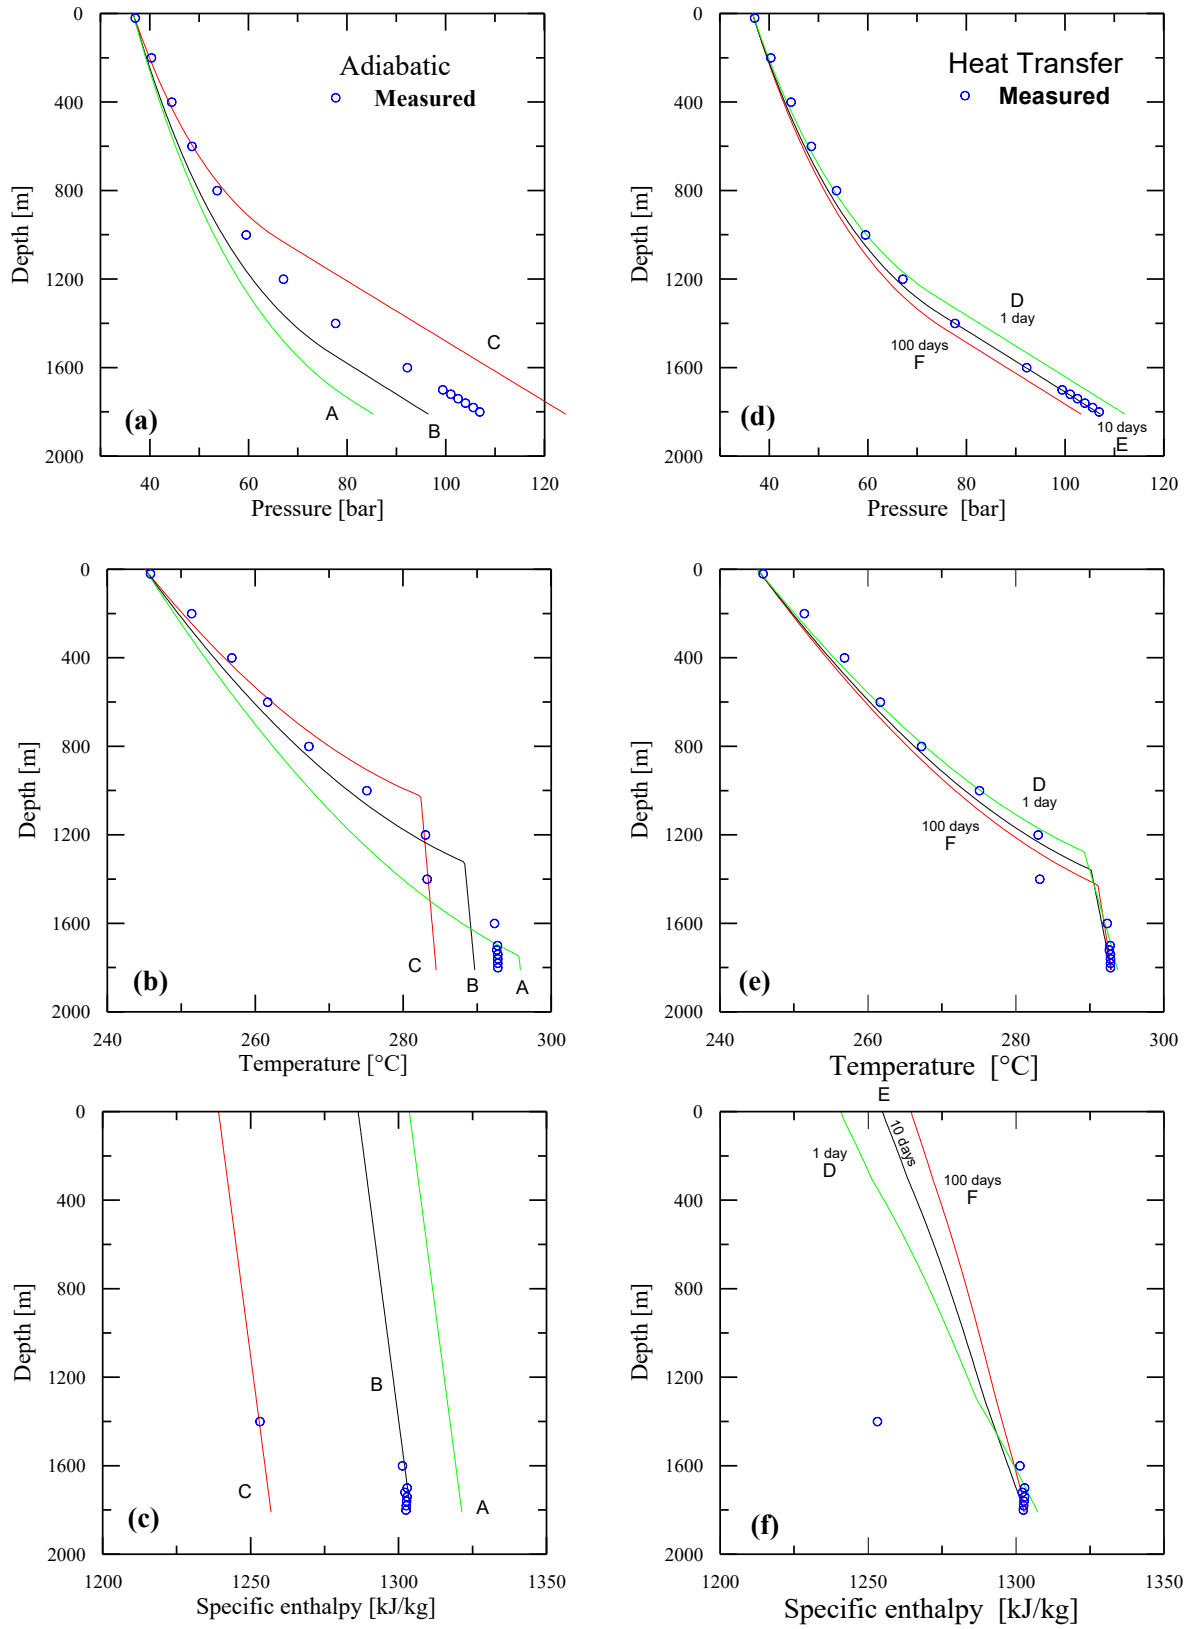 0
400
800
1200
1600
2000
Depth [m]
Adiabatic
Measured
C
A
B
(a)
40
60
80
100
120
Pressure [bar]
0
400
800
1200
1600
2000
Depth [m]
Heat Transfer
Measured
D
1 day
100 days
F
10 days
E
(d)
40
60
80
100
120
Pressure [bar]
0
400
800
1200
1600
2000
Depth [m]
C
B
A
(b)
240
260
280
300
Temperature [°C]
0
400
800
1200
1600
2000
Depth [m]
D
1 day
100 days
F
(e)
240
260
280
300
Temperature [°C]
0
400
800
1200
1600
2000
Depth [m]
B
C
A
(c)
1200
1250
1300
1350
Specific enthalpy [kJ/kg]
E
0
400
800
1200
1600
2000
Depth [m]
10 days
1 day
D
100 days
F
(f)
1200
1250
1300
1350
Specific enthalpy [kJ/kg]